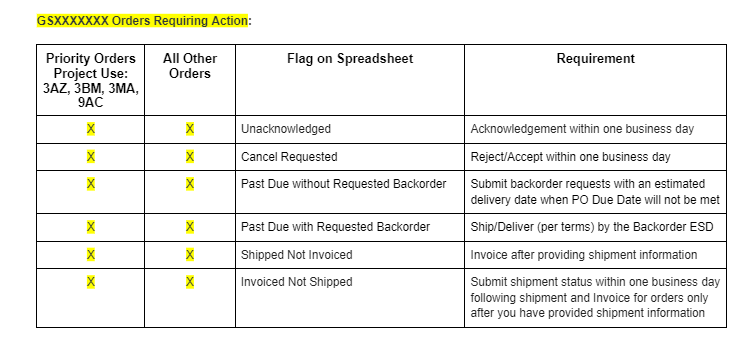 GSXXXXXXX Orders Requiring Action:
Priority Orders
Project Use:
3AZ, 3BM, 3MA,
9AC
All Other
Orders
Flag on Spreadsheet
Requirement
X
X
Unacknowledged
Acknowledgement within one business day
X
X
Cancel Requested
Reject/Accept within one business day
X
X
Past Due without Requested Backorder
Submit backorder requests with an estimated
delivery date when PO Due Date will not be met
X
X
Past Due with Requested Backorder
Ship/Deliver (per terms) by the Backorder ESD
X
X
Shipped Not Invoiced
Invoice after providing shipment information
X
X
Invoiced Not Shipped
Submit shipment status within one business day
following shipment and Invoice for orders only
after you have provided shipment information